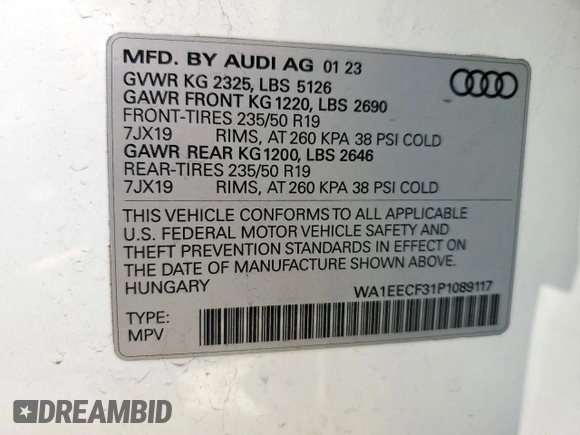 MFD. BY AUDI AG 01 23
GVWR KG 2325, LBS 5126
GAWR FRONT KG 1220, LBS 2690
FRONT-TIRES 235/50 R19
7JX19 RIMS, AT 260 KPA 38 PSI COLD
GAWR REAR KG 1200, LBS 2646
REAR-TIRES 235/50 R19
7JX19 RIMS, AT 260 KPA 38 PSI COLD
THIS VEHICLE CONFORMS TO ALL APPLICABLE
U.S. FEDERAL MOTOR VEHICLE SAFETY AND
THEFT PREVENTION STANDARDS IN EFFECT ON
THE DATE OF MANUFACTURE SHOWN ABOVE.
HUNGARY WA1EECF31P1089117
TYPE:
MPV
DREAMBID